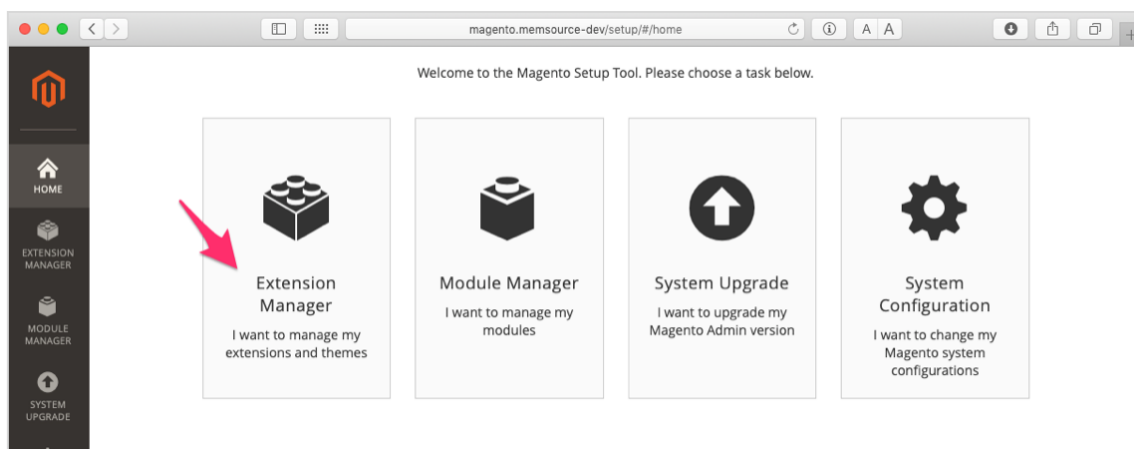 magento.memsource-dev/setup/#/home
A A
Welcome to the Magento Setup Tool. Please choose a task below.
HOME
EXTENSION
MANAGER
MODULE
MANAGER
SYSTEM
UPGRADE
Extension
Manager
I want to manage my
extensions and themes
Module Manager
I want to manage my
modules
System Upgrade
I want to upgrade my
Magento Admin version
System
Configuration
I want to change my
Magento system
configurations